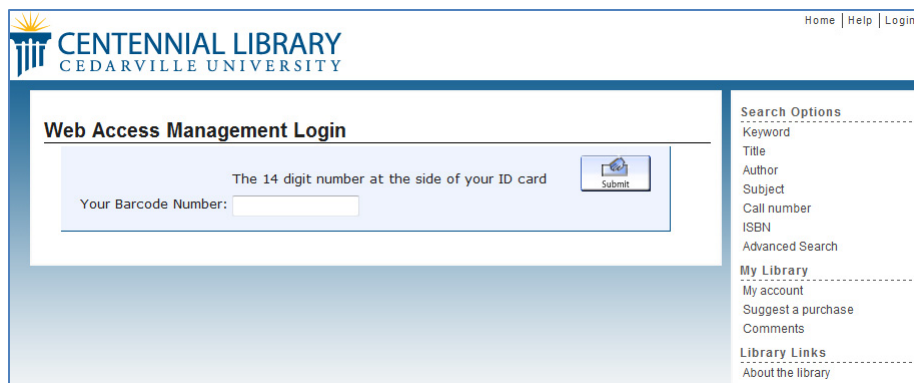 Home | Help | Login
CENTENNIAL LIBRARY
CEDARVILLE UNIVERSITY
Web Access Management Login
The 14 digit number at the side of your ID card
Submit
Your Barcode Number:
Search Options
Keyword
Title
Author
Subject
Call number
ISBN
Advanced Search
My Library
My account
Suggest a purchase
Comments
Library Links
About the library